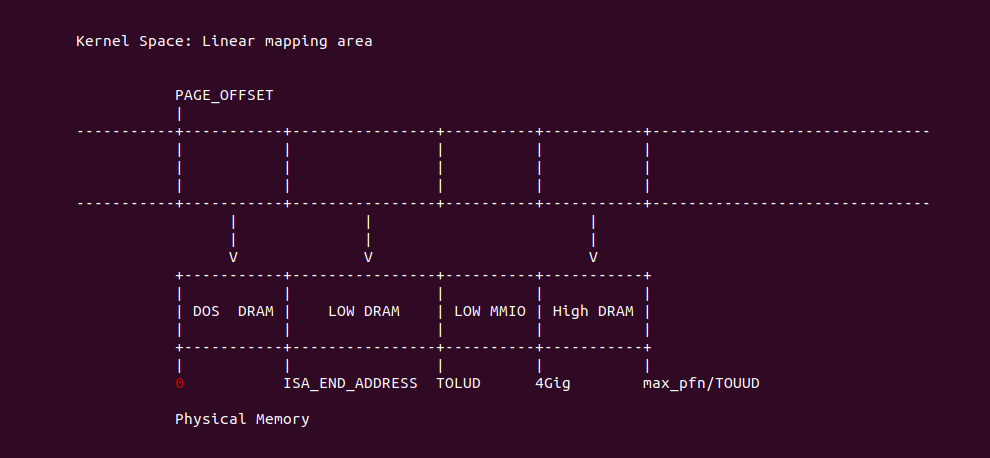 Kernel Space: Linear mapping area
PAGE_OFFSET
V V V
DOS  DRAM LOW DRAM LOW MMIO High DRAM
0 ISA_END_ADDRESS TOLUD 4Gig max_pfn/TOUUD
Physical Memory